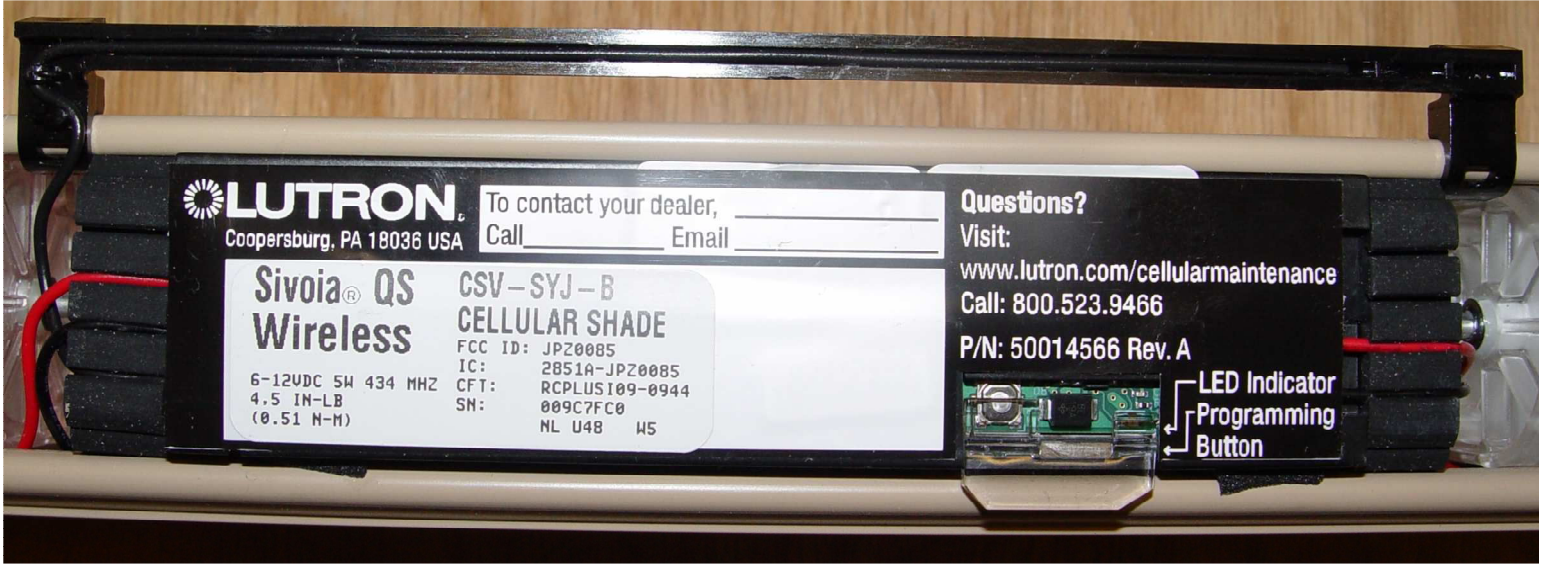 LUTRON
Coopersburg, PA 18036 USA
To contact your dealer,
Call Email
Sivoia® QS
Wireless
6-12VDC 5W 434 MHZ
4.5 IN-LB
(0.51 N-M)
CSV-SYJ-B
CELLULAR SHADE
FCC ID: JPZ0085
IC: 2851A-JPZ0085
CFT: RCPLUSI09-0944
SN: 009C7FC0
NL U48 W5
Questions?
Visit:
www.lutron.com/cellularmaintenance
Call: 800.523.9466
P/N: 50014566 Rev. A
LED Indicator
Programming
Button